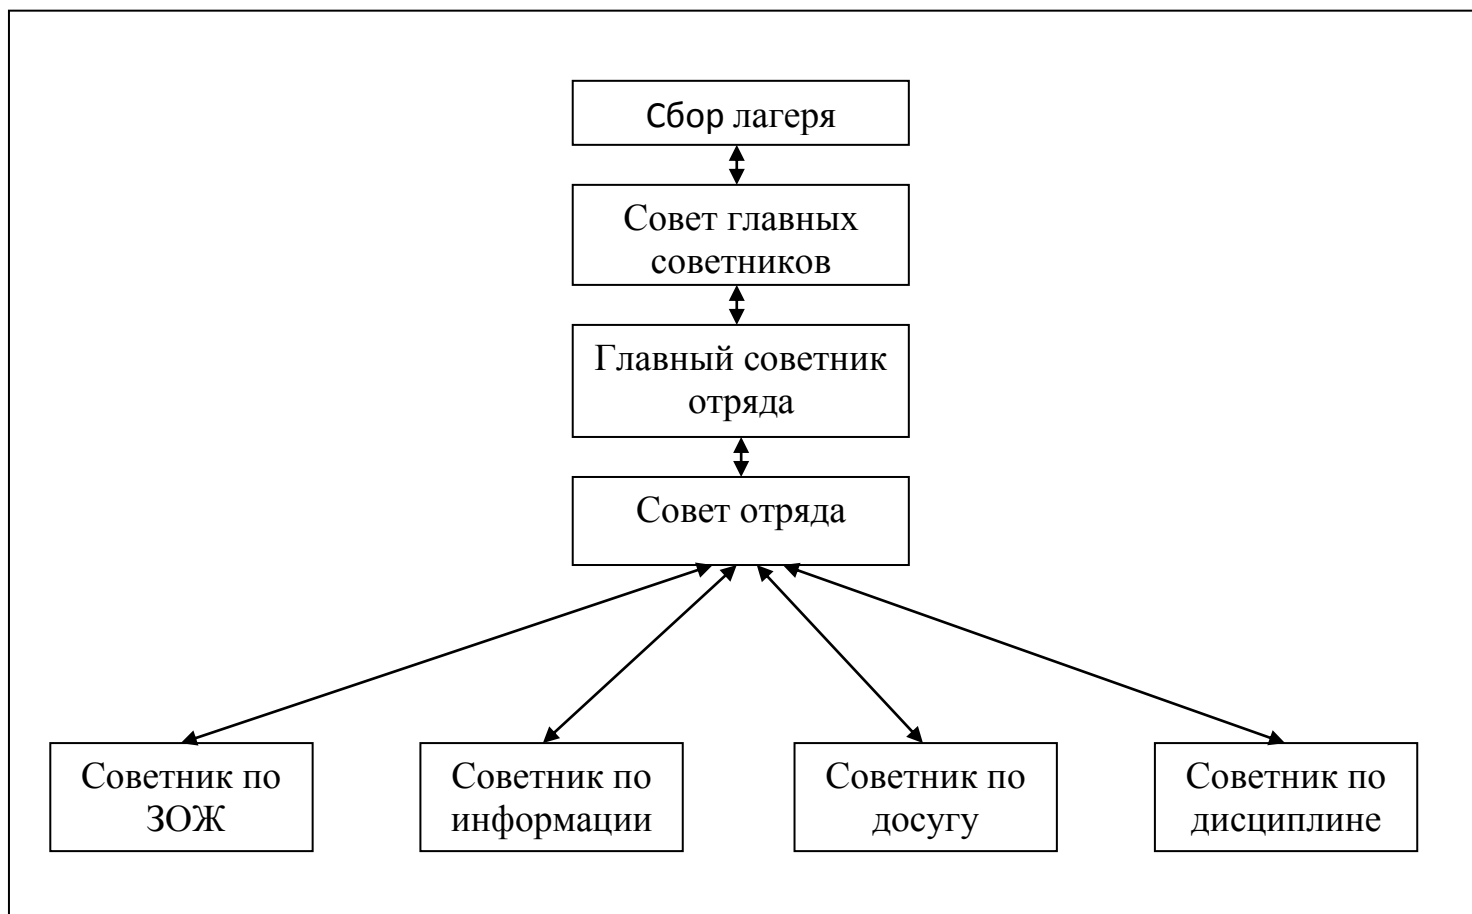 Сбор лагеря
Совет главных
советников
Главный советник
отряда
Совет отряда
Советник по
ЗОЖ
Советник по
информации
Советник по
досугу
Советник по
дисциплине